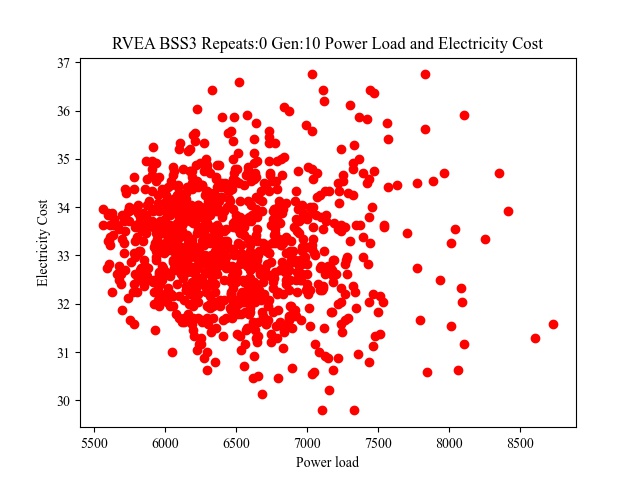 RVEA BSS3 Repeats:0 Gen:10 Power Load and Electricity Cost
37
36
35
34
33
32
31
30
Electricity Cost
5500 6000 6500 7000 7500 8000 8500
Power load